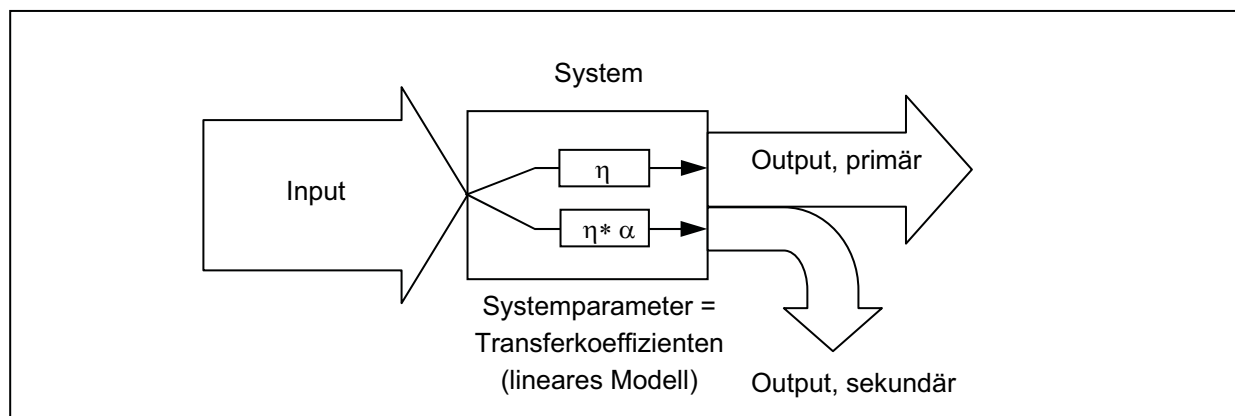 System
Input
η
η* α
Output, primär
Systemparameter =
Transferkoeffizienten
(lineares Modell)
Output, sekundär